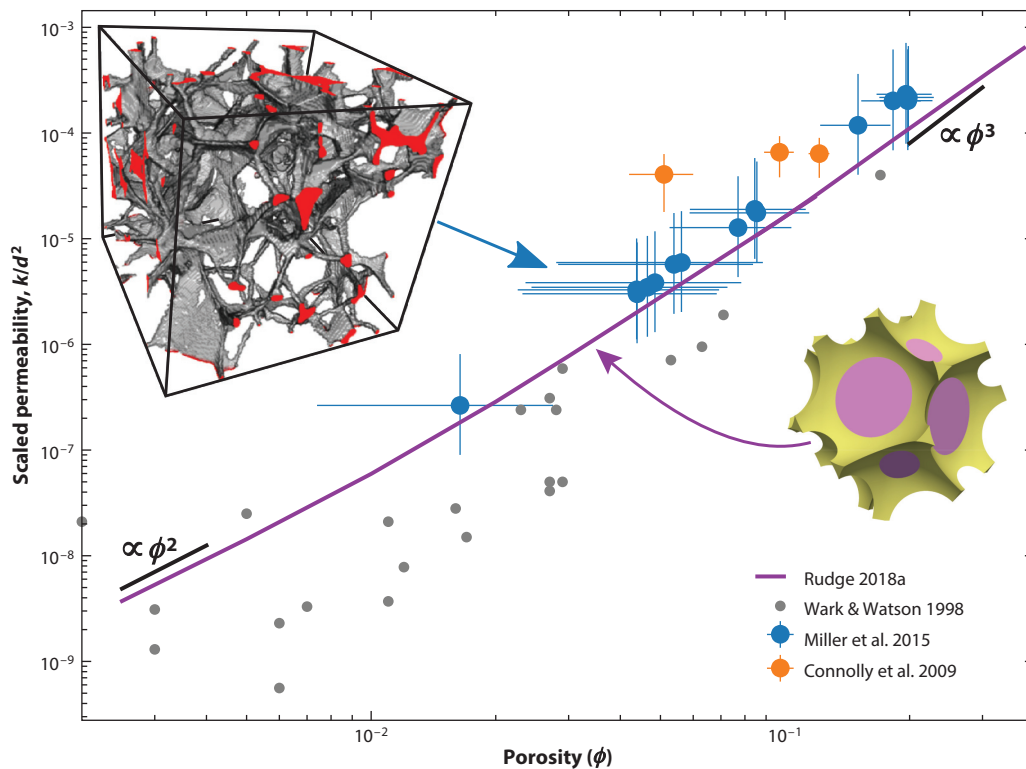 10⁻³
10⁻⁴
10⁻⁵
10⁻⁶
10⁻⁷
10⁻⁸
10⁻⁹
Scaled permeability, k/d²
∝ ϕ³
∝ ϕ²
Rudge 2018a
Wark & Watson 1998
Miller et al. 2015
Connolly et al. 2009
10⁻²
10⁻¹
Porosity (ϕ)